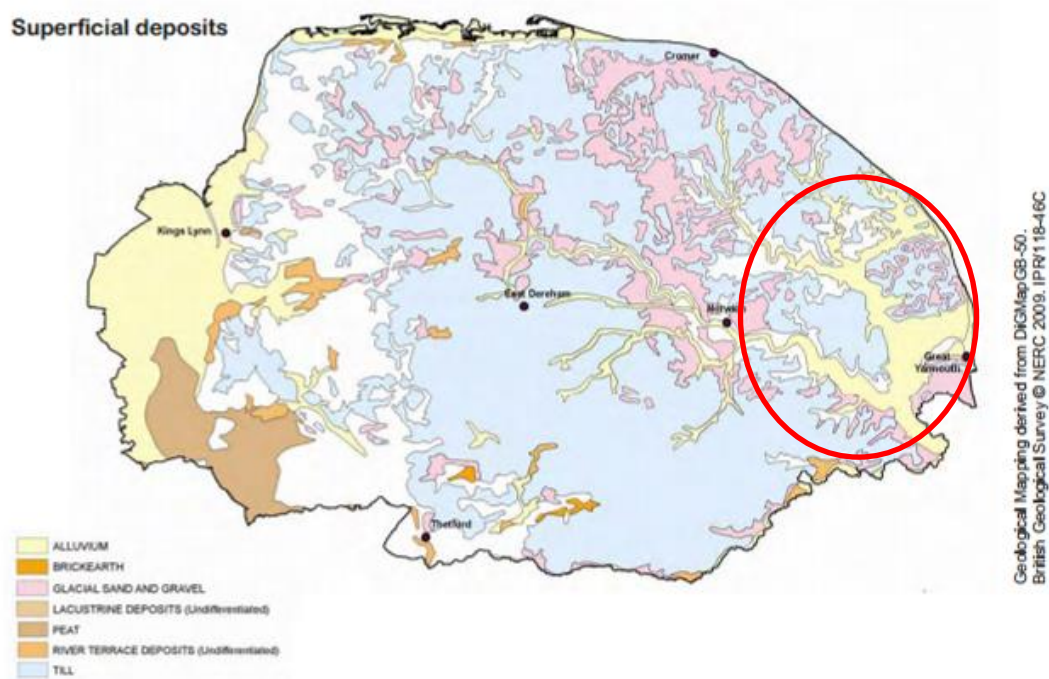 Superficial deposits
Cromer
Kings Lynn
East Dereham
Norwich
Great
Yarmouth
Thetford
ALLUVIUM
BRICKEARTH
GLACIAL SAND AND GRAVEL
LACUSTRINE DEPOSITS (Undifferentiated)
PEAT
RIVER TERRACE DEPOSITS (Undifferentiated)
TILL
Geological Mapping derived from DiGMapGB-50.
British Geological Survey © NERC 2009. IPR/118-46C